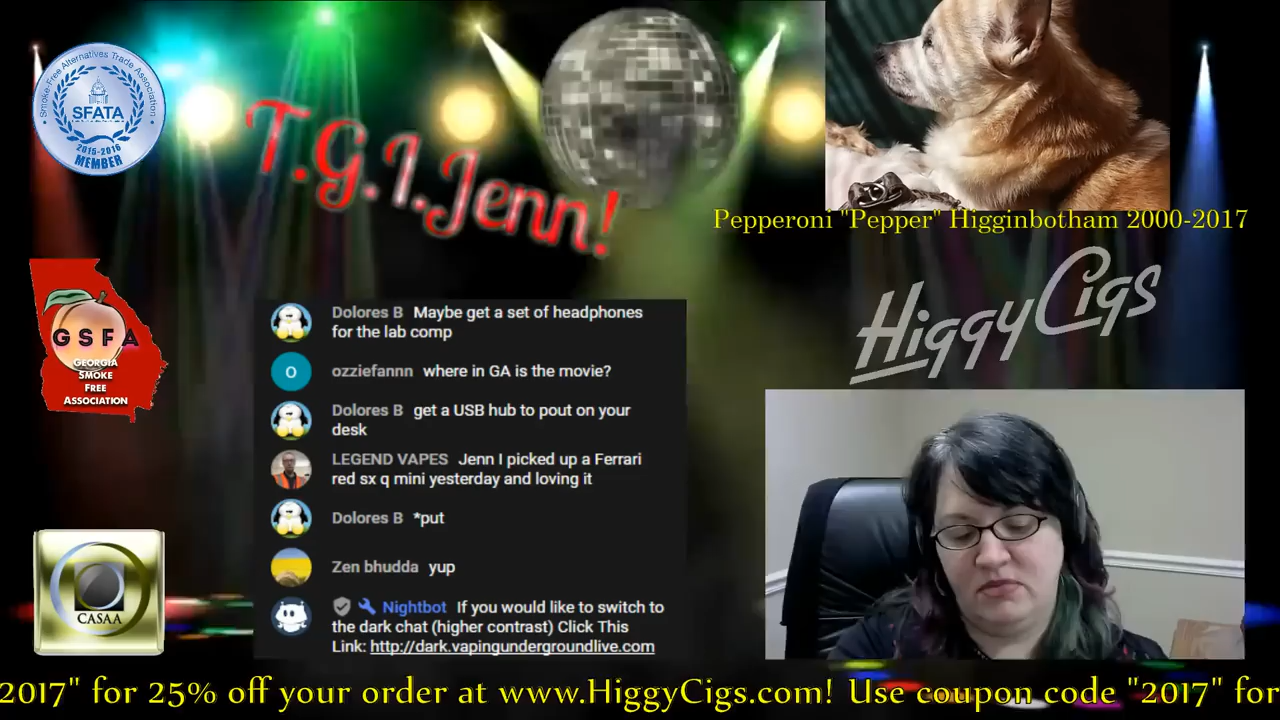 Smoke-Free Alternatives Trade Association
SFATA
2015-2016
MEMBER
T.G.I.Jenn!
Pepperoni "Pepper" Higginbotham 2000-2017
HiggyCigs
GSFA
GEORGIA
SMOKE
FREE
ASSOCIATION
Dolores B Maybe get a set of headphones
for the lab comp
O
ozziefannn where in GA is the movie?
Dolores B get a USB hub to pout on your
desk
LEGEND VAPES Jenn I picked up a Ferrari
red sx q mini yesterday and loving it
Dolores B *put
Zen bhudda yup
Nightbot If you would like to switch to
the dark chat (higher contrast) Click This
Link: http://dark.vapingundergroundlive.com
CASAA
2017" for 25% off your order at www.HiggyCigs.com! Use coupon code "2017" for